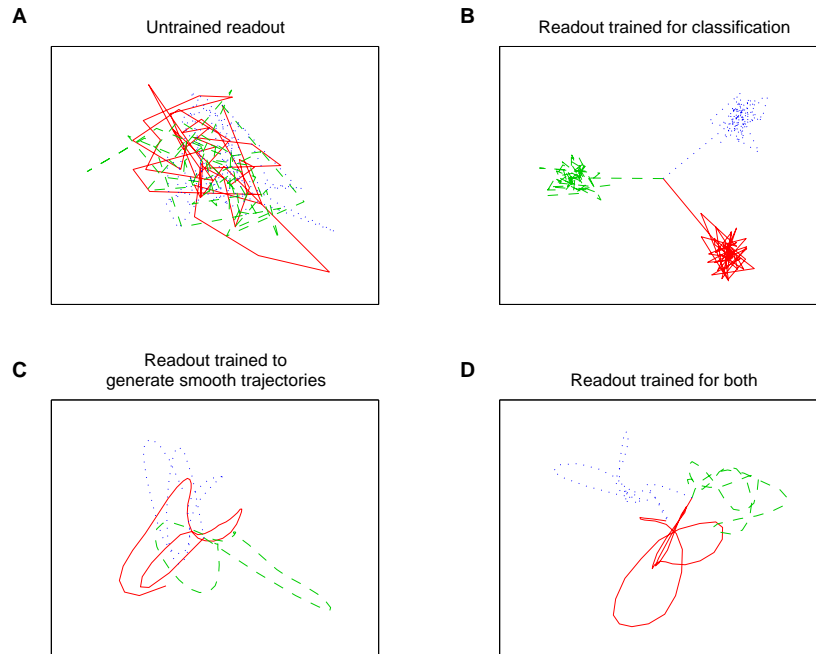 A
Untrained readout
B
Readout trained for classification
C
Readout trained to
generate smooth trajectories
D
Readout trained for both